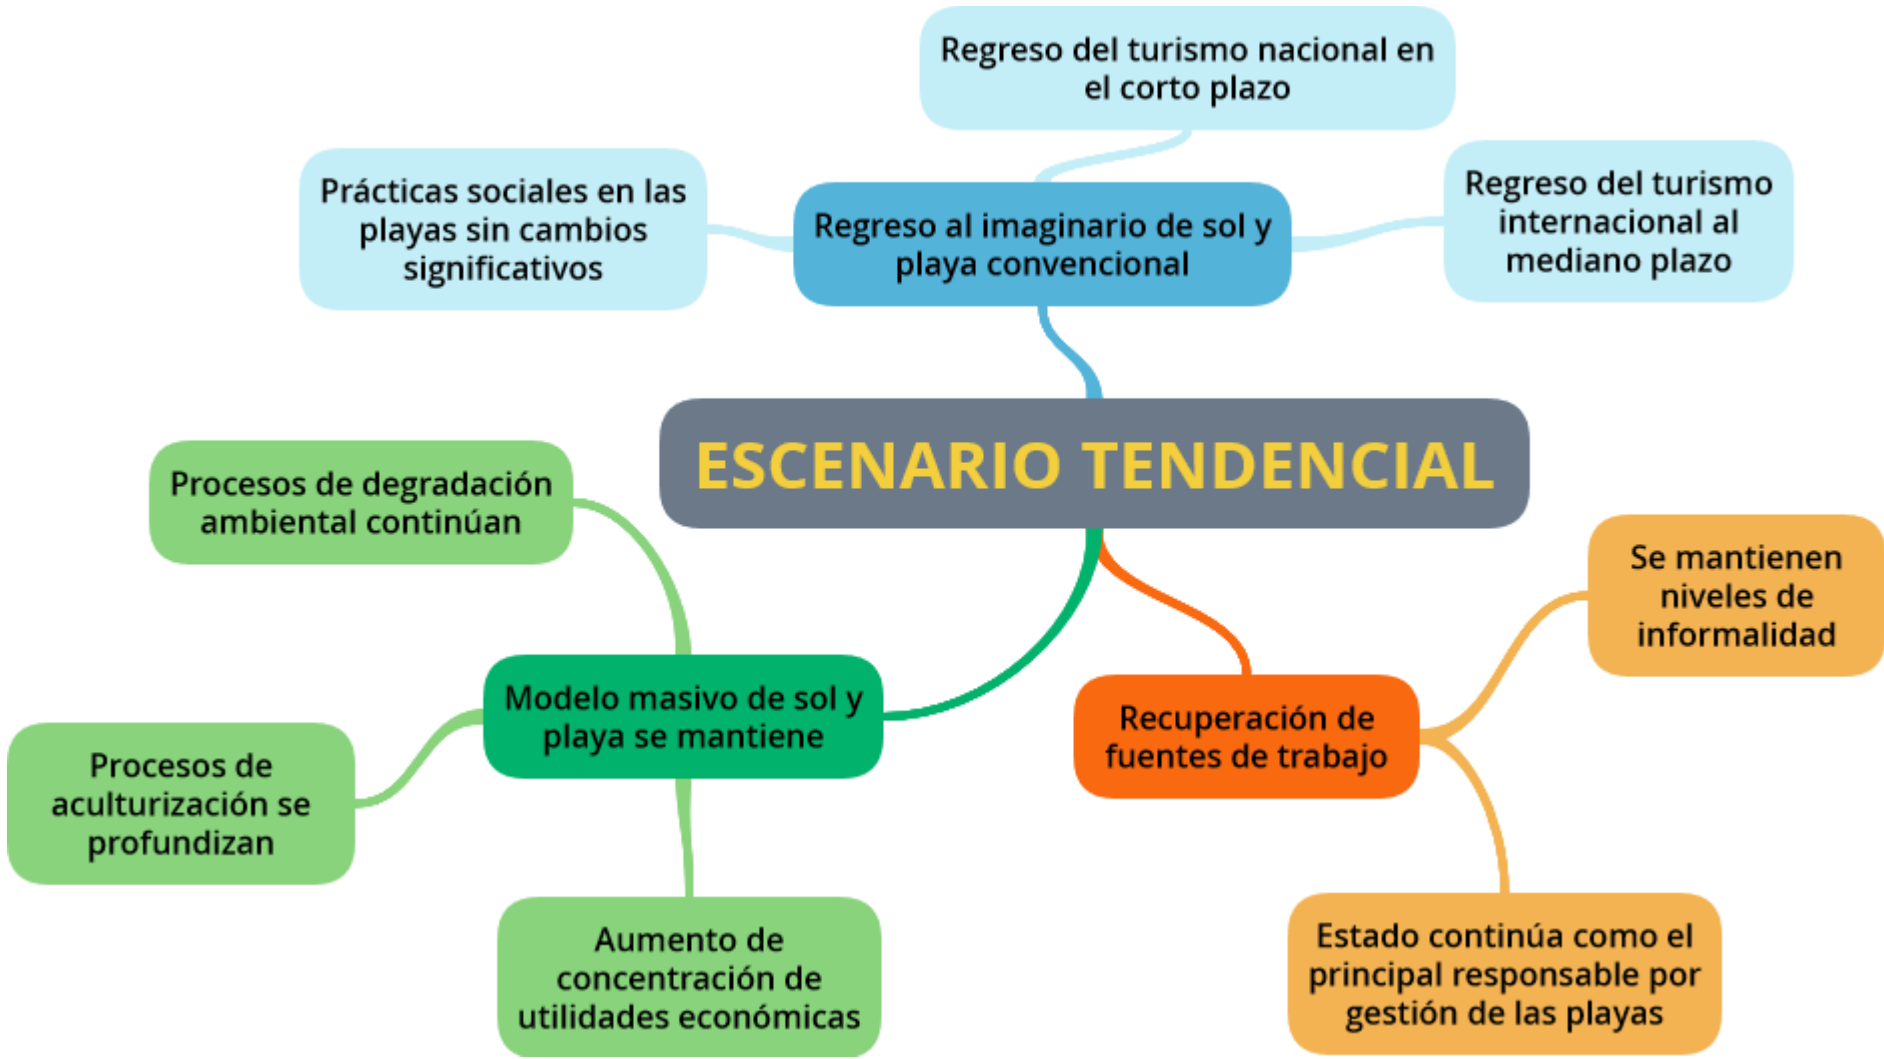 Regreso del turismo nacional en
el corto plazo
Prácticas sociales en las
playas sin cambios
significativos
Regreso al imaginario de sol y
playa convencional
Regreso del turismo
internacional al
mediano plazo
ESCENARIO TENDENCIAL
Procesos de degradación
ambiental continúan
Modelo masivo de sol y
playa se mantiene
Procesos de
aculturización se
profundizan
Aumento de
concentración de
utilidades económicas
Se mantienen
niveles de
informalidad
Recuperación de
fuentes de trabajo
Estado continúa como el
principal responsable por
gestión de las playas